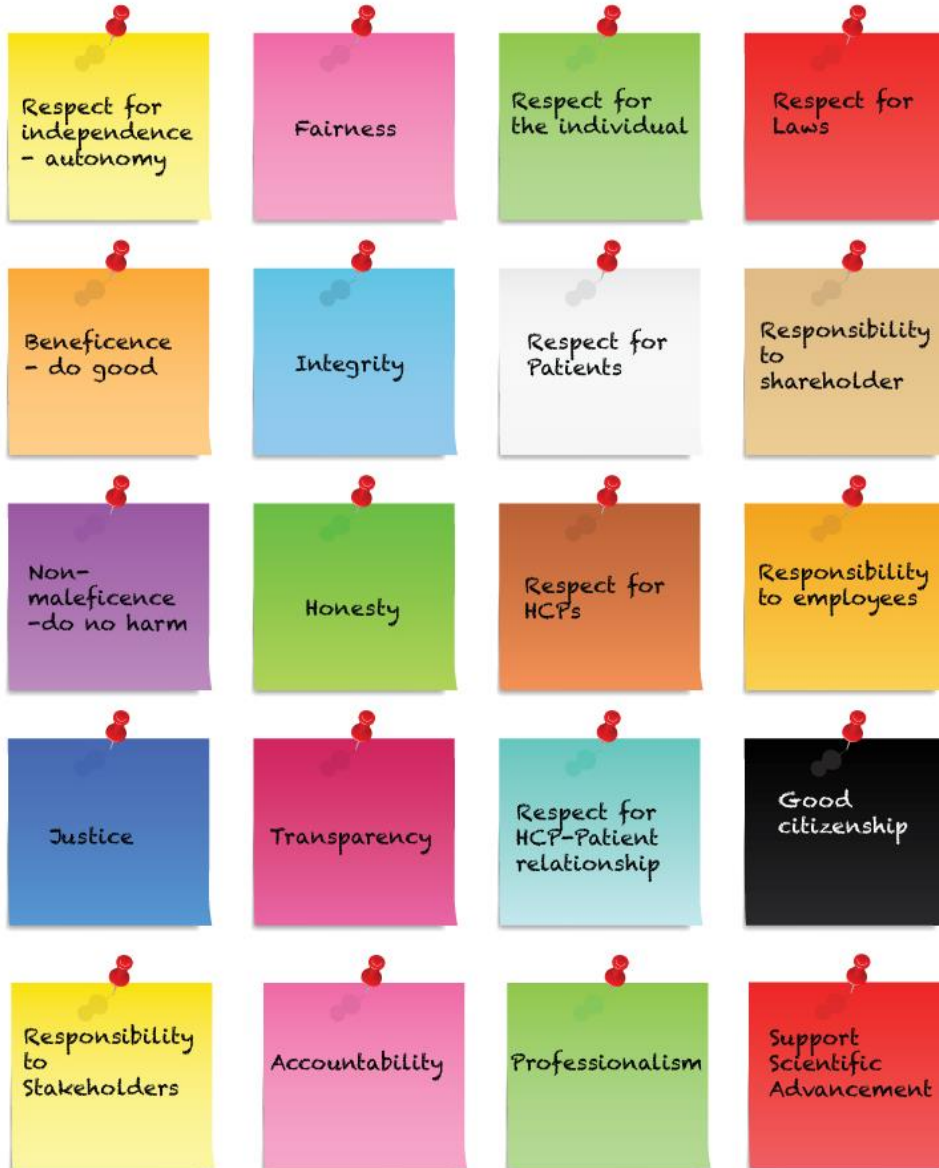 Respect for
independence
- autonomy
Fairness
Respect for
the individual
Respect for
Laws
Beneficence
- do good
Integrity
Respect for
Patients
Responsibility
to
shareholder
Non-
maleficence
-do no harm
Honesty
Respect for
HCPs
Responsibility
to employees
Justice
Transparency
Respect for
HCP-Patient
relationship
Good
citizenship
Responsibility
to
Stakeholders
Accountability
Professionalism
Support
Scientific
Advancement